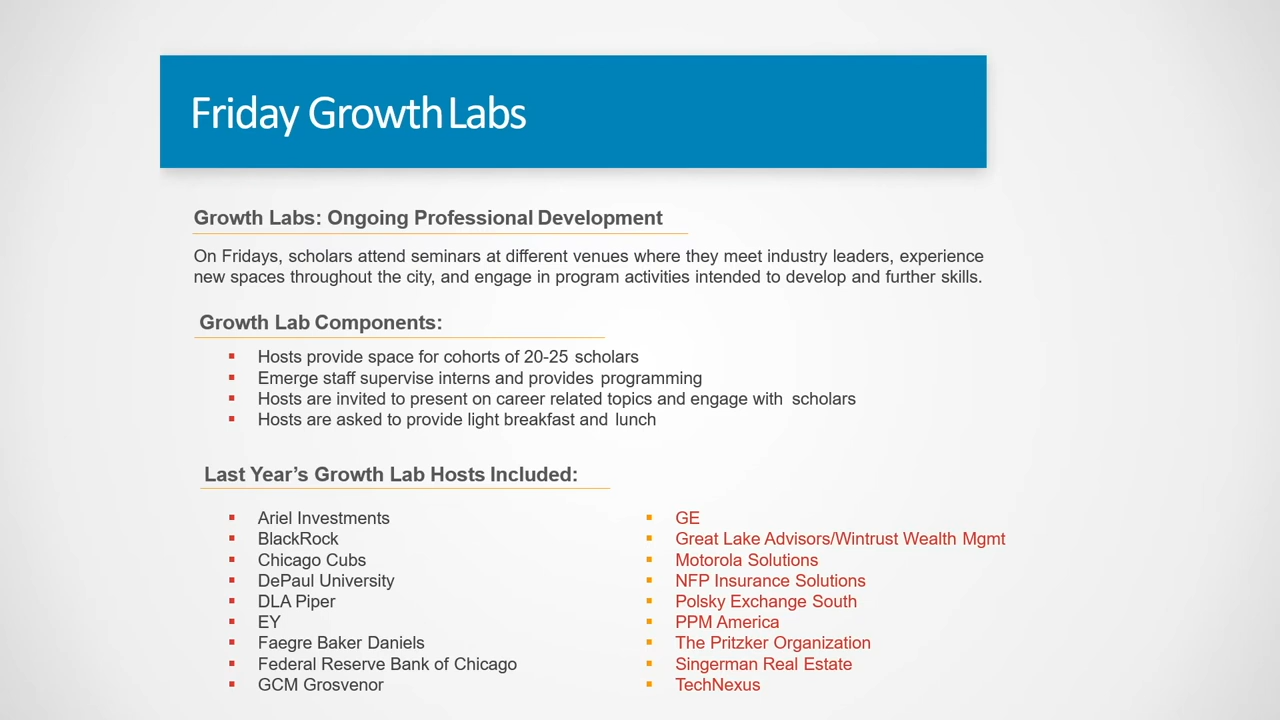 Friday Growth Labs
Growth Labs: Ongoing Professional Development
On Fridays, scholars attend seminars at different venues where they meet industry leaders, experience
new spaces throughout the city, and engage in program activities intended to develop and further skills.
Growth Lab Components:
▪ Hosts provide space for cohorts of 20-25 scholars
▪ Emerge staff supervise interns and provides programming
▪ Hosts are invited to present on career related topics and engage with scholars
▪ Hosts are asked to provide light breakfast and lunch
Last Year’s Growth Lab Hosts Included:
▪ Ariel Investments
▪ BlackRock
▪ Chicago Cubs
▪ DePaul University
▪ DLA Piper
▪ EY
▪ Faegre Baker Daniels
▪ Federal Reserve Bank of Chicago
▪ GCM Grosvenor
▪ GE
▪ Great Lake Advisors/Wintrust Wealth Mgmt
▪ Motorola Solutions
▪ NFP Insurance Solutions
▪ Polsky Exchange South
▪ PPM America
▪ The Pritzker Organization
▪ Singerman Real Estate
▪ TechNexus